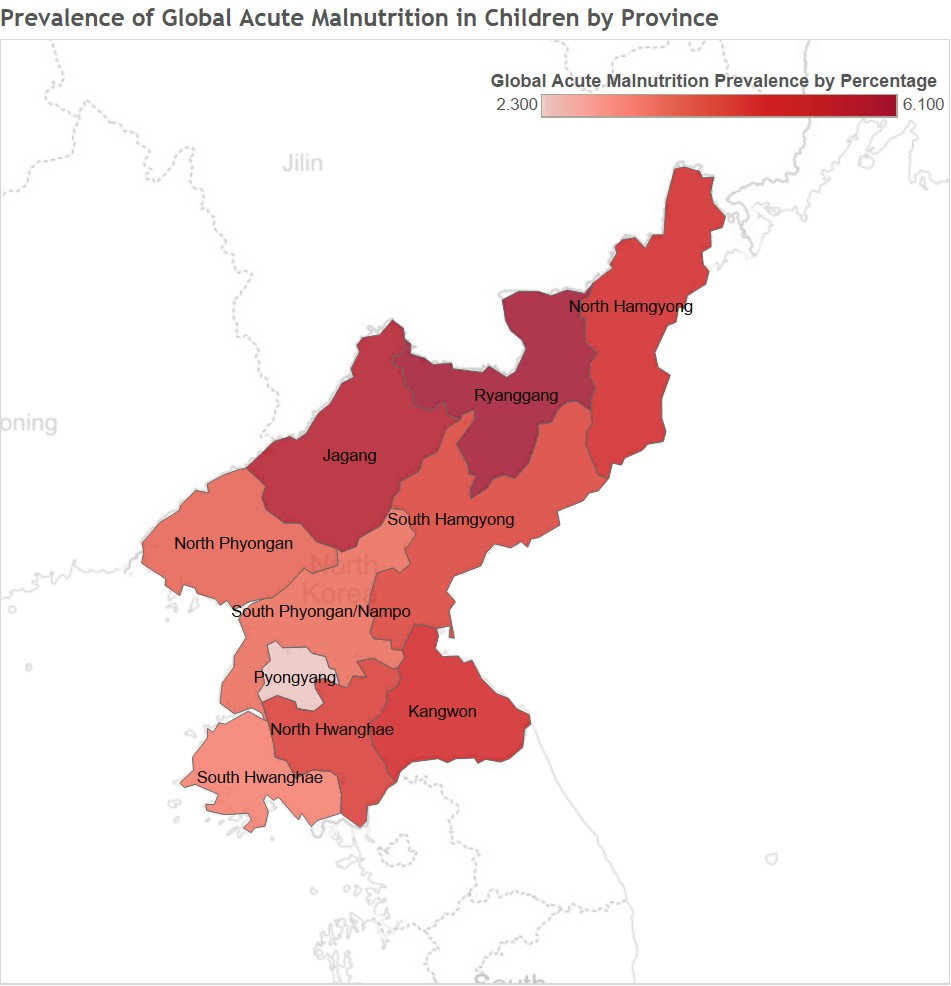 Prevalence of Global Acute Malnutrition in Children by Province
Global Acute Malnutrition Prevalence by Percentage
2.300 6.100
Jilin
North Hamgyong
Ryanggang
oning
Jagang
South Hamgyong
North Phyongan
North
Korea
South Phyongan/Nampo
Pyongyang
Kangwon
North Hwanghae
South Hwanghae
South